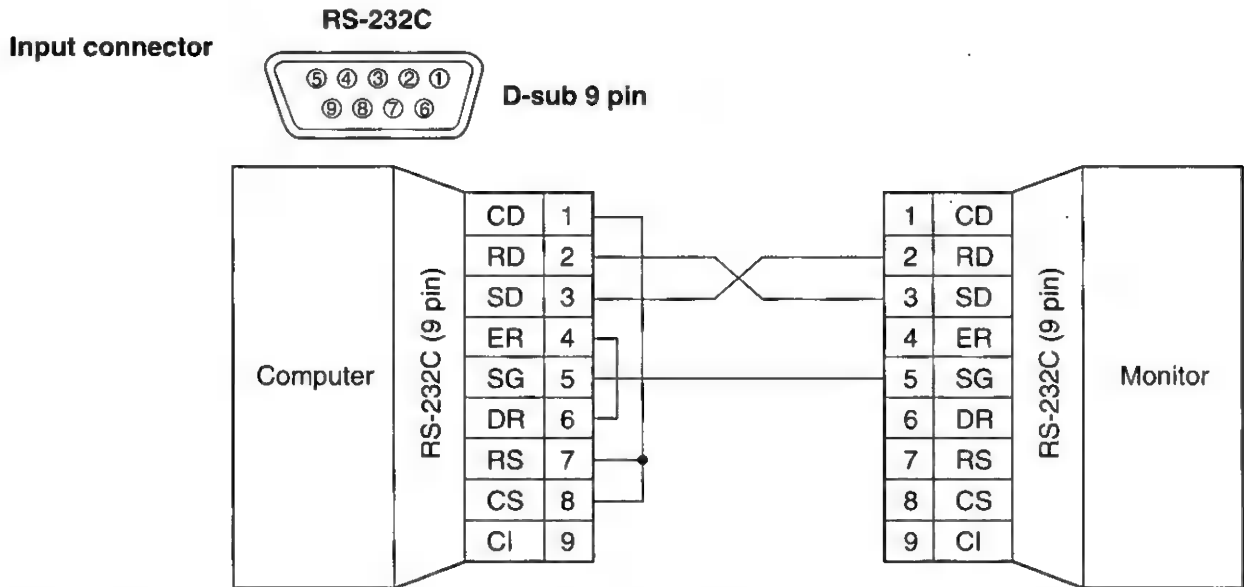 RS-232C
Input connector
⑤ ④ ③ ② ①
D-sub 9 pin
⑨ ⑧ ⑦ ⑥
Computer
RS-232C (9 pin)
CD 1
RD 2
SD 3
ER 4
SG 5
DR 6
RS 7
CS 8
CI 9
1 CD
2 RD
3 SD
4 ER
5 SG
6 DR
7 RS
8 CS
9 CI
RS-232C (9 pin)
Monitor